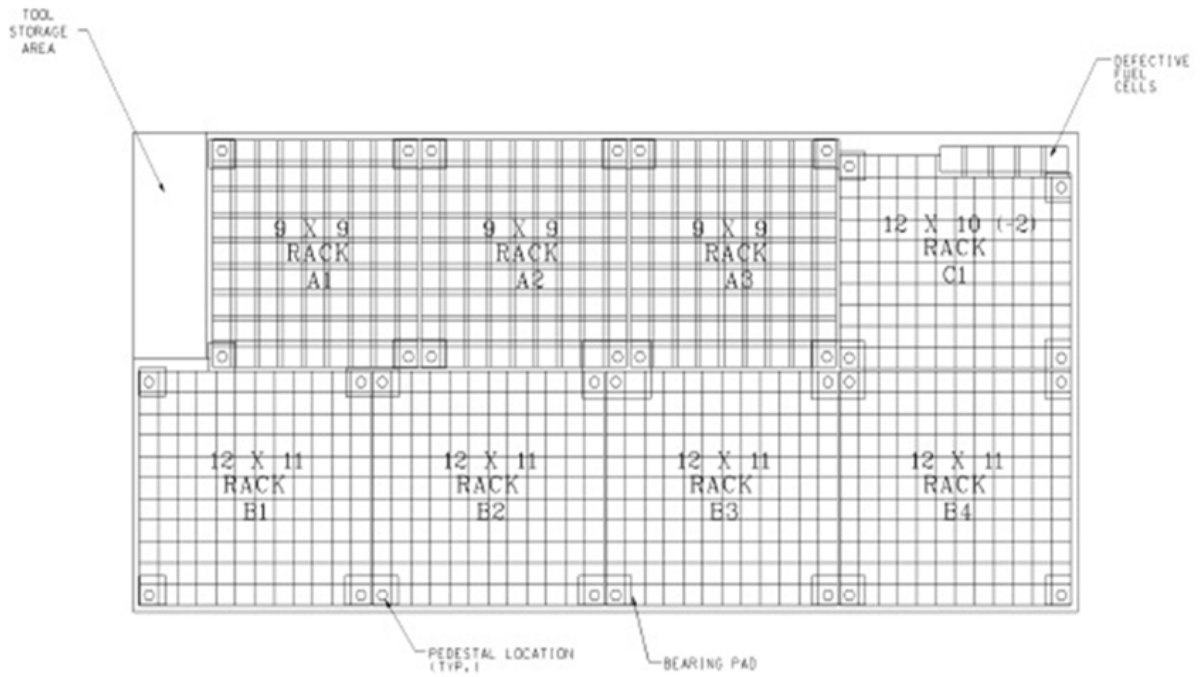 TOOL
STORAGE
AREA
DEFECTIVE
FUEL
CELLS
9 X 9
RACK
A1
9 X 9
RACK
A2
9 X 9
RACK
A3
12 X 10 (-2)
RACK
C1
12 X 11
RACK
B1
12 X 11
RACK
B2
12 X 11
RACK
B3
12 X 11
RACK
B4
PEDESTAL LOCATION
(TYP.)
BEARING PAD